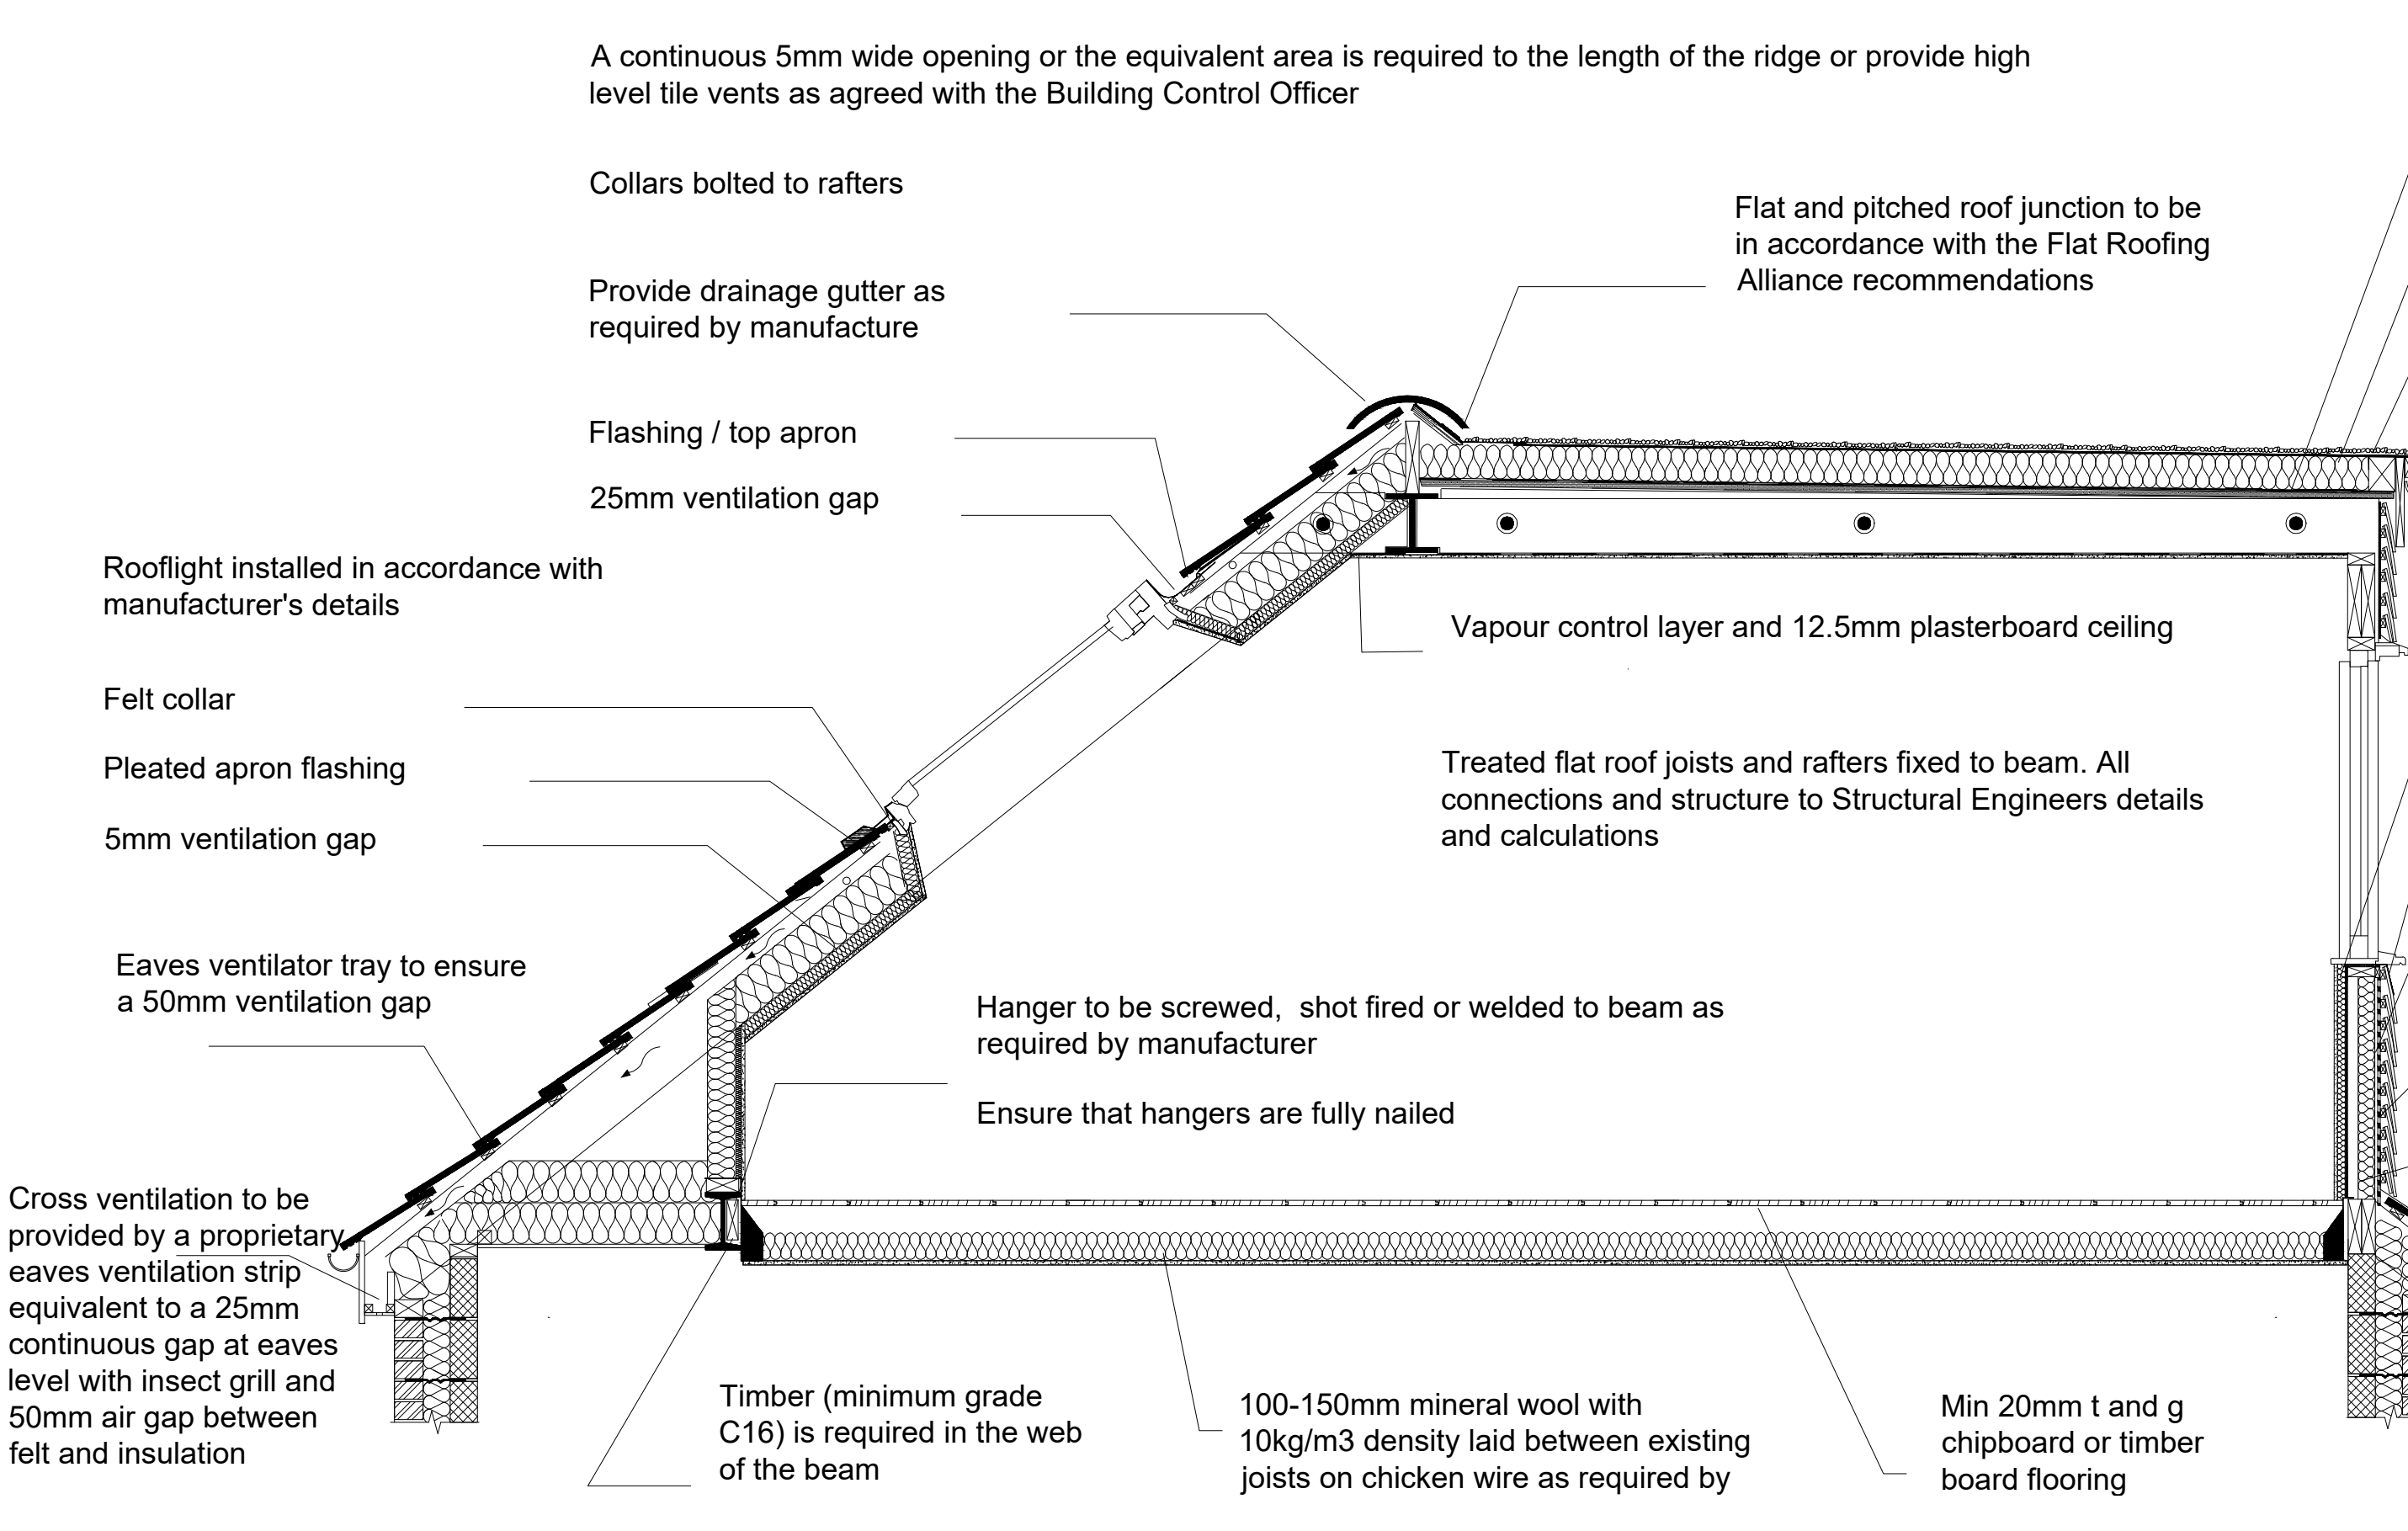 A continuous 5mm wide opening or the equivalent area is required to the length of the ridge or provide high
level tile vents as agreed with the Building Control Officer
Collars bolted to rafters
Flat and pitched roof junction to be
in accordance with the Flat Roofing
Alliance recommendations
Provide drainage gutter as
required by manufacture
Flashing / top apron
25mm ventilation gap
Rooflight installed in accordance with
manufacturer's details
Vapour control layer and 12.5mm plasterboard ceiling
Felt collar
Pleated apron flashing
5mm ventilation gap
Treated flat roof joists and rafters fixed to beam. All
connections and structure to Structural Engineers details
and calculations
Eaves ventilator tray to ensure
a 50mm ventilation gap
Hanger to be screwed,  shot fired or welded to beam as
required by manufacturer
Ensure that hangers are fully nailed
Cross ventilation to be
provided by a proprietary
eaves ventilation strip
equivalent to a 25mm
continuous gap at eaves
level with insect grill and
50mm air gap between
felt and insulation
Timber (minimum grade
C16) is required in the web
of the beam
100-150mm mineral wool with
10kg/m3 density laid between existing
joists on chicken wire as required by
Min 20mm t and g
chipboard or timber
board flooring